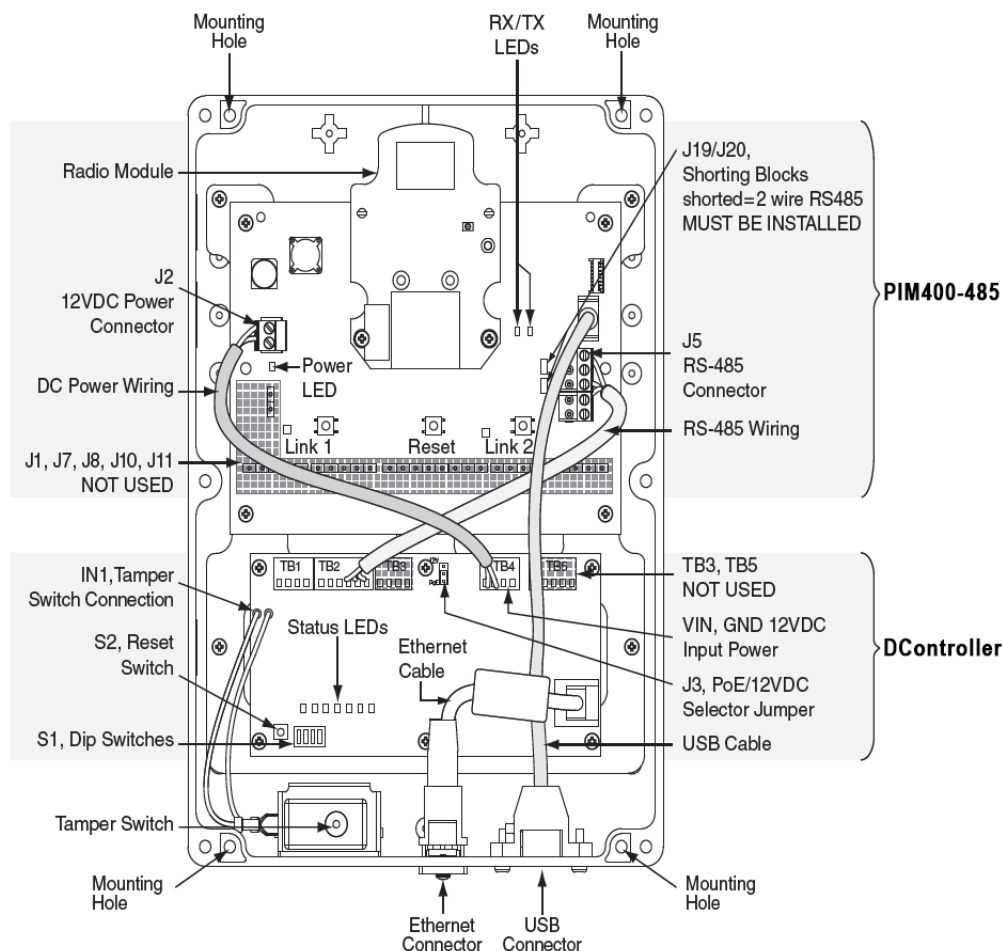 Mounting
Hole
RX/TX
LEDs
Mounting
Hole
Radio Module
J19/J20,
Shorting Blocks
shorted=2 wire RS485
MUST BE INSTALLED
J2
12VDC Power
Connector
PIM400-485
Power
LED
J5
RS-485
Connector
DC Power Wiring
RS-485 Wiring
Link 1
Reset
Link 2
J1, J7, J8, J10, J11
NOT USED
TB1
TB2
TB3
TB4
TB5
IN1,Tamper
Switch Connection
TB3, TB5
NOT USED
S2, Reset
Switch
Status LEDs
Ethernet
Cable
VIN, GND 12VDC
Input Power
DController
J3, PoE/12VDC
Selector Jumper
S1, Dip Switches
USB Cable
Tamper Switch
Mounting
Hole
Ethernet
Connector
USB
Connector
Mounting
Hole